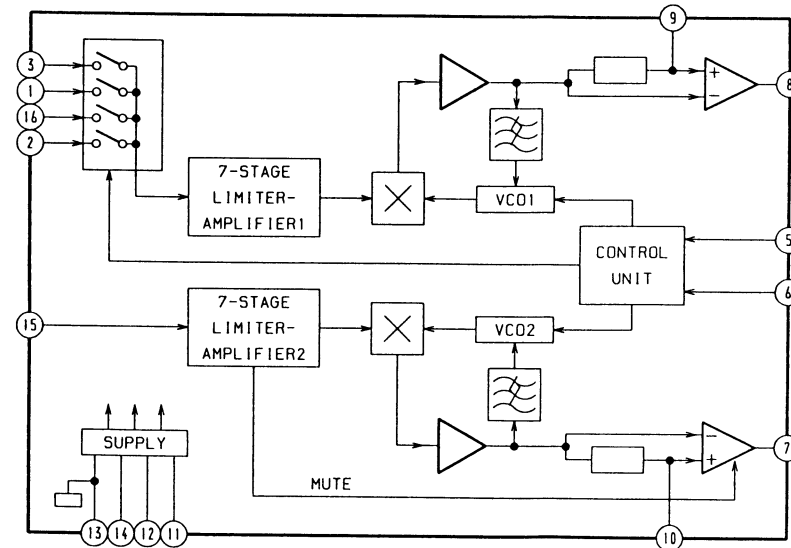 9
3
1
16
2
+
−
8
7-STAGE
LIMITER-
AMPLIFIER1
VCO1
5
CONTROL
UNIT
6
7-STAGE
LIMITER-
AMPLIFIER2
15
VCO2
SUPPLY
−
+
7
MUTE
13
14
12
11
10